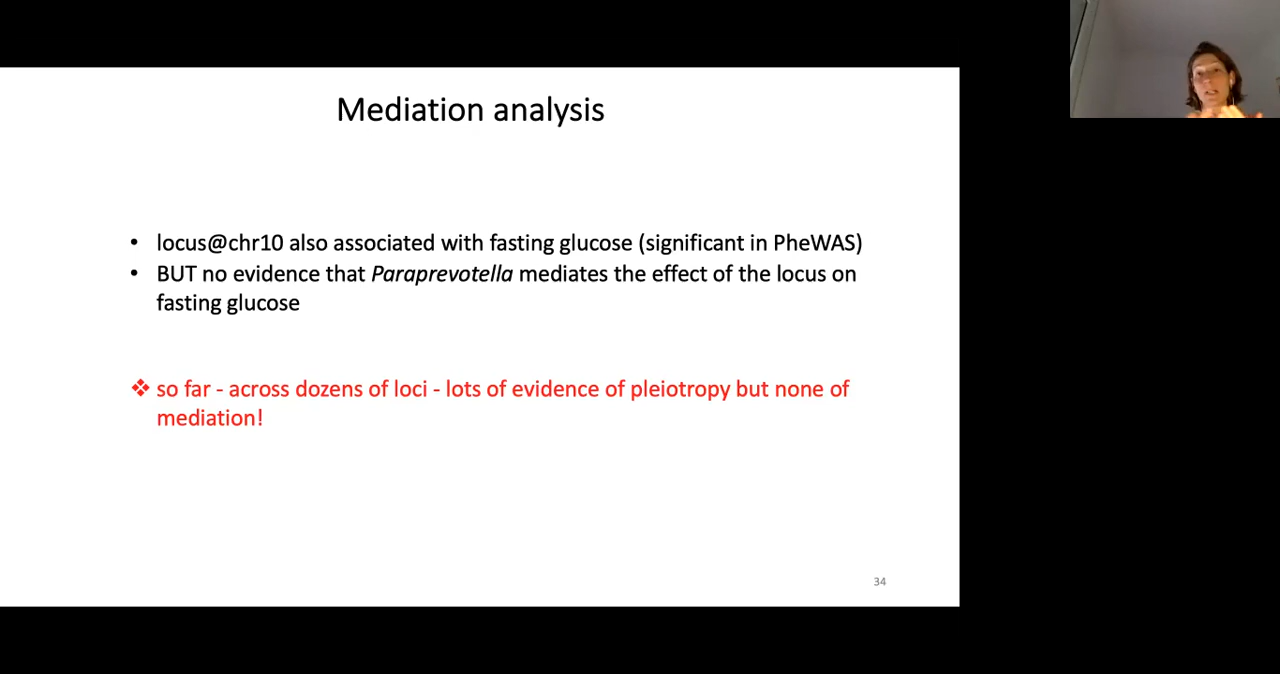 Mediation analysis
• locus@chr10 also associated with fasting glucose (significant in PheWAS)
• BUT no evidence that Paraprevotella mediates the effect of the locus on
fasting glucose
❖ so far - across dozens of loci - lots of evidence of pleiotropy but none of
mediation!
34